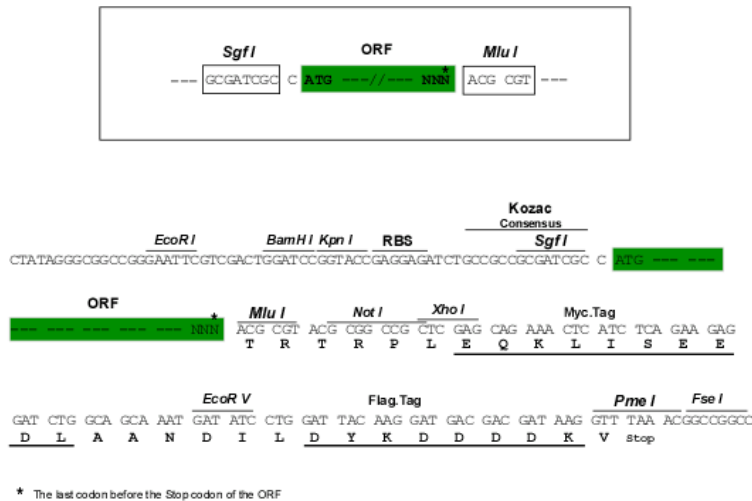 Sgf I ORF Mlu I
*
--- GCGATCGC C ATG ---//--- NNN ACG CGT ---
Kozac
Consensus
EcoR I BamH I Kpn I RBS Sgf I
CTATAGGGCGGCCGGGAATTCGTCGACTGGATCCGGTACCGAGGAGATCTGCCGCCGCGATCGC C ATG --- ---
ORF * Mlu I Not I Xho I Myc.Tag
--- --- --- --- --- --- NNN ACG CGT ACG CGG CCG CTC GAG CAG AAA CTC ATC TCA GAA GAG
T R T R P L E Q K L I S E E
EcoR V Flag.Tag Pme I Fse I
GAT CTG GCA GCA AAT GAT ATC CTG GAT TAC AAG GAT GAC GAC GAT AAG GTT TAA ACGGCCGGCC
D L A A N D I L D Y K D D D D K V Stop
* The last codon before the Stop codon of the ORF